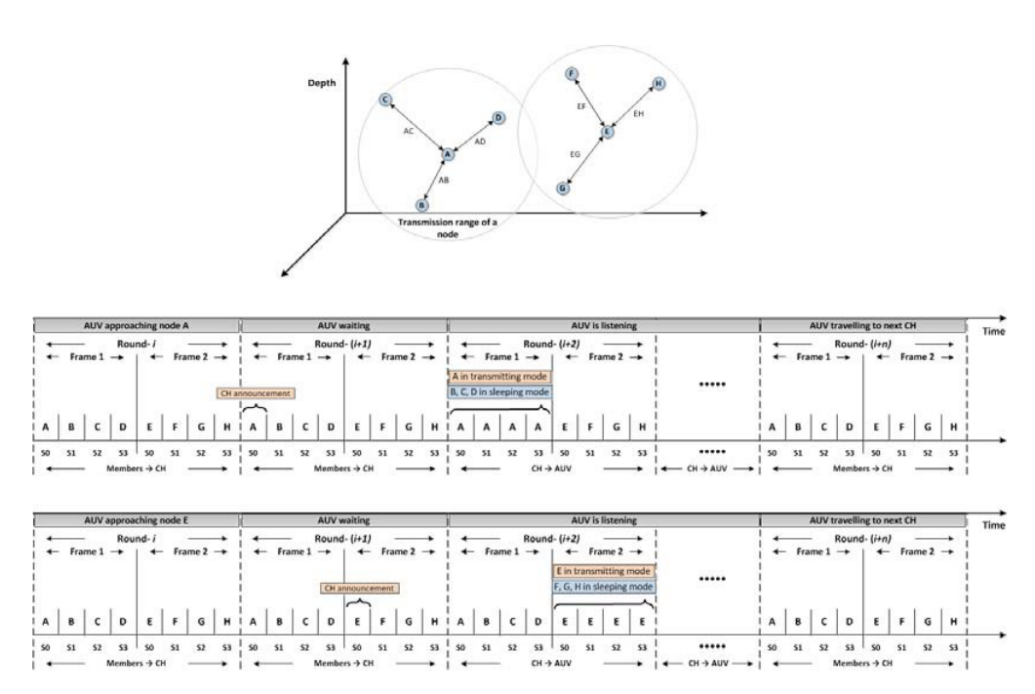 Depth
C
D
AC
AD
A
AB
B
F
H
EF
EH
E
EG
G
Transmission range of a
node
AUV approaching node A AUV waiting AUV is listening AUV travelling to next CH
Time
Round- i Round- (i+1) Round- (i+2) Round- (i+n)
Frame 1 Frame 2 Frame 1 Frame 2 Frame 1 Frame 2 Frame 1 Frame 2
A in transmitting mode
B, C, D in sleeping mode
CH announcement
A B C D E F G H A B C D E F G H A A A A E F G H A B C D E F G H
S0 S1 S2 S3 S0 S1 S2 S3 S0 S1 S2 S3 S0 S1 S2 S3 S0 S1 S2 S3 S0 S1 S2 S3 S0 S1 S2 S3 S0 S1 S2 S3
Members → CH Members → CH CH → AUV CH → AUV Members → CH
AUV approaching node E AUV waiting AUV is listening AUV travelling to next CH
Time
Round- i Round- (i+1) Round- (i+2) Round- (i+n)
Frame 1 Frame 2 Frame 1 Frame 2 Frame 1 Frame 2 Frame 1 Frame 2
E in transmitting mode
F, G, H in sleeping mode
CH announcement
A B C D E F G H A B C D E F G H A B C D E E E E A B C D E F G H
S0 S1 S2 S3 S0 S1 S2 S3 S0 S1 S2 S3 S0 S1 S2 S3 S0 S1 S2 S3 S0 S1 S2 S3 S0 S1 S2 S3 S0 S1 S2 S3
Members → CH Members → CH CH → AUV CH → AUV Members → CH